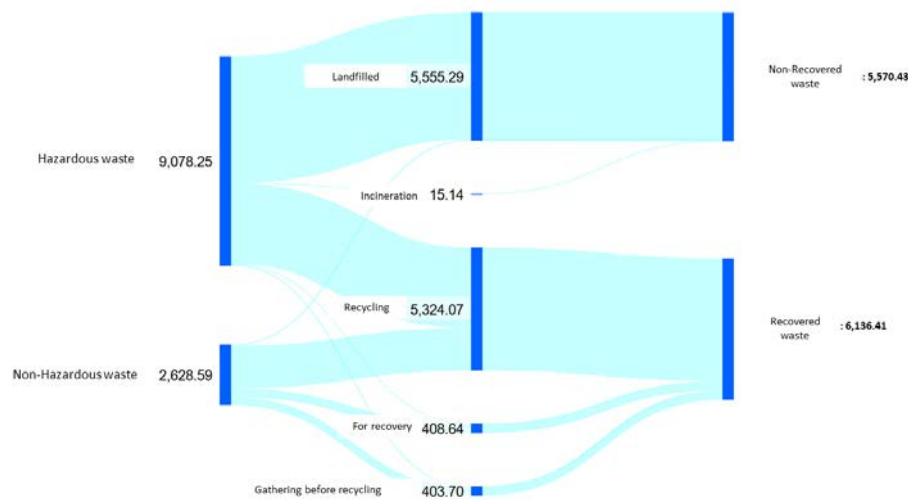 Landfilled 5,555.29
Non-Recovered
waste : 5,570.43
Hazardous waste 9,078.25
Incineration 15.14
Recycling 5,324.07
Recovered
waste : 6,136.41
Non-Hazardous waste 2,628.59
For recovery 408.64
Gathering before recycling 403.70